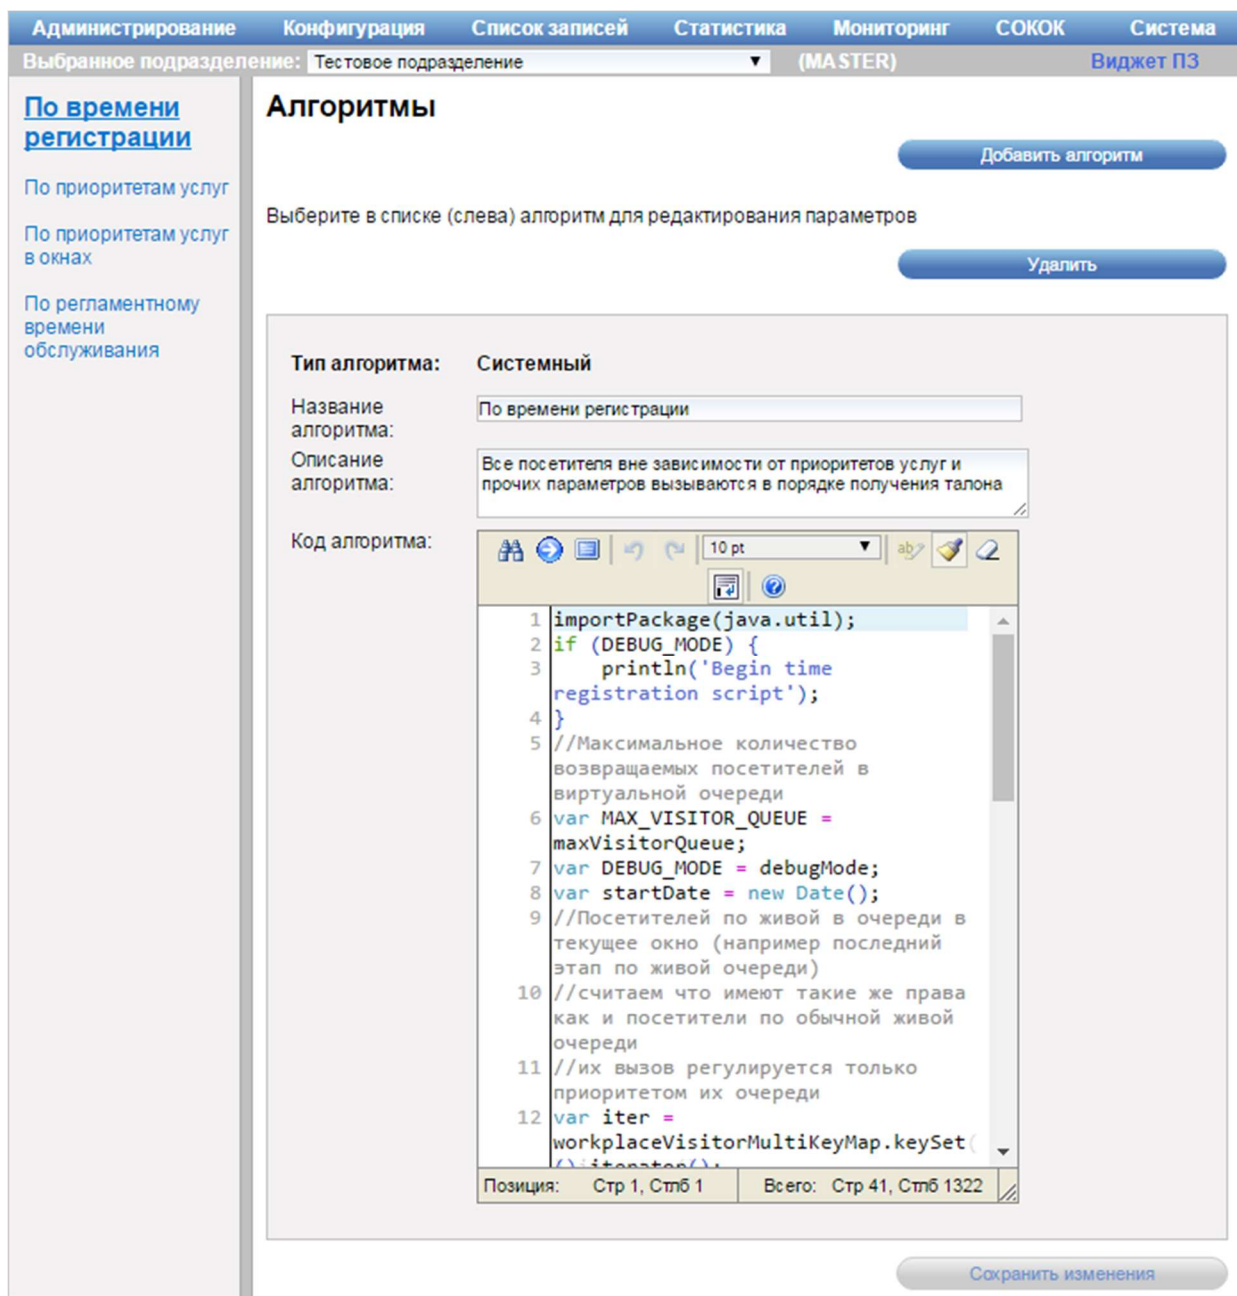 Администрирование Конфигурация Список записей Статистика Мониторинг СОКОК Система
Выбранное подразделение: Тестовое подразделение (MASTER) Виджет ПЗ
По времени
регистрации
По приоритетам услуг
По приоритетам услуг
в окнах
По регламентному
времени
обслуживания
Алгоритмы
Добавить алгоритм
Выберите в списке (слева) алгоритм для редактирования параметров
Удалить
Тип алгоритма: Системный
Название
алгоритма:
По времени регистрации
Описание
алгоритма:
Все посетителя вне зависимости от приоритетов услуг и
прочих параметров вызываются в порядке получения талона
Код алгоритма:
10 pt
1 importPackage(java.util);
2 if (DEBUG_MODE) {
3 println('Begin time
registration script');
4 }
5 //Максимальное количество
возвращаемых посетителей в
виртуальной очереди
6 var MAX_VISITOR_QUEUE =
maxVisitorQueue;
7 var DEBUG_MODE = debugMode;
8 var startDate = new Date();
9 //Посетителей по живой в очереди в
текущее окно (например последний
этап по живой очереди)
10 //считаем что имеют такие же права
как и посетители по обычной живой
очереди
11 //их вызов регулируется только
приоритетом их очереди
12 var iter =
workplaceVisitorMultiKeyMap.keySet(
Позиция: Стр 1, Стлб 1 Всего: Стр 41, Стлб 1322
Сохранить изменения